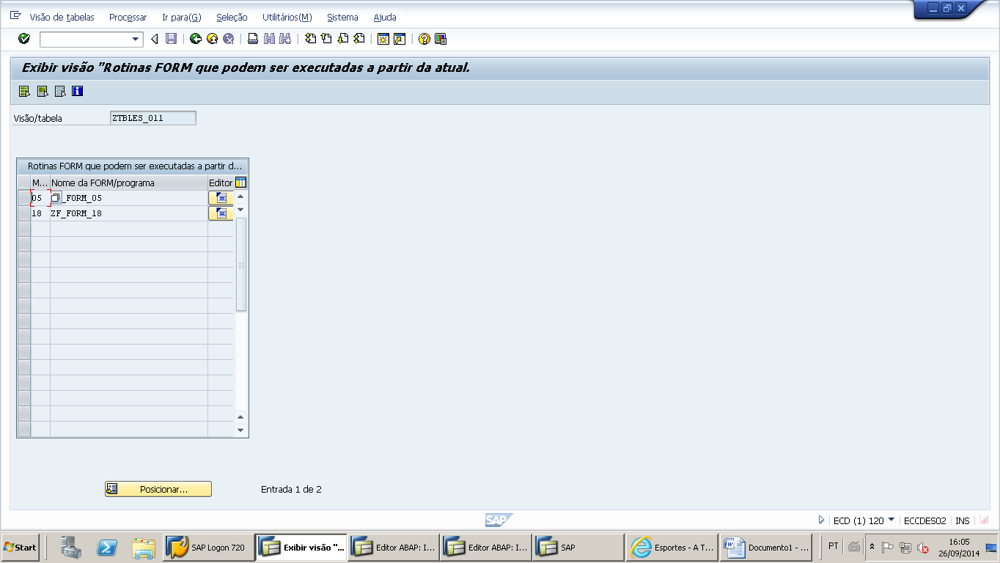 Visão de tabelas Processar Ir para(G) Seleção Utilitários(M) Sistema Ajuda
Exibir visão "Rotinas FORM que podem ser executadas a partir da atual.
Visão/tabela ZTBLES_011
Rotinas FORM que podem ser executadas a partir d...
M... Nome da FORM/programa Editor
05 _FORM_05
18 ZF_FORM_18
Posicionar... Entrada 1 de 2
SAP
ECD (1) 120 ECCDES02 INS
Start SAP Logon 720 Exibir visão "... Editor ABAP: I... Editor ABAP: I... SAP Esportes - A T... Documento1 - ... PT 16:05
26/09/2014